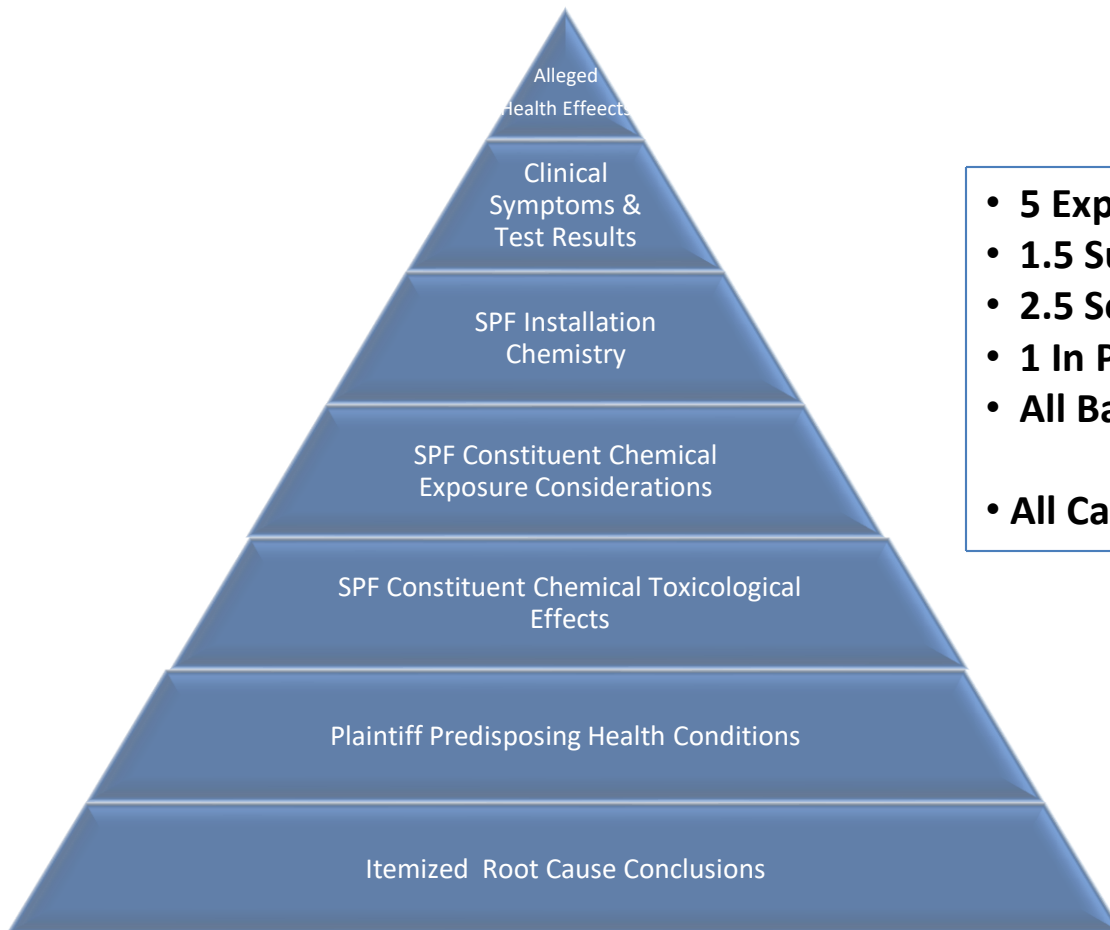 Alleged
Health Effeects
Clinical
Symptoms &
Test Results
SPF Installation
Chemistry
SPF Constituent Chemical
Exposure Considerations
SPF Constituent Chemical Toxicological
Effects
Plaintiff Predisposing Health Conditions
Itemized Root Cause Conclusions
• 5 Exp
• 1.5 Su
• 2.5 S
• 1 In P
• All Ba
• All Ca